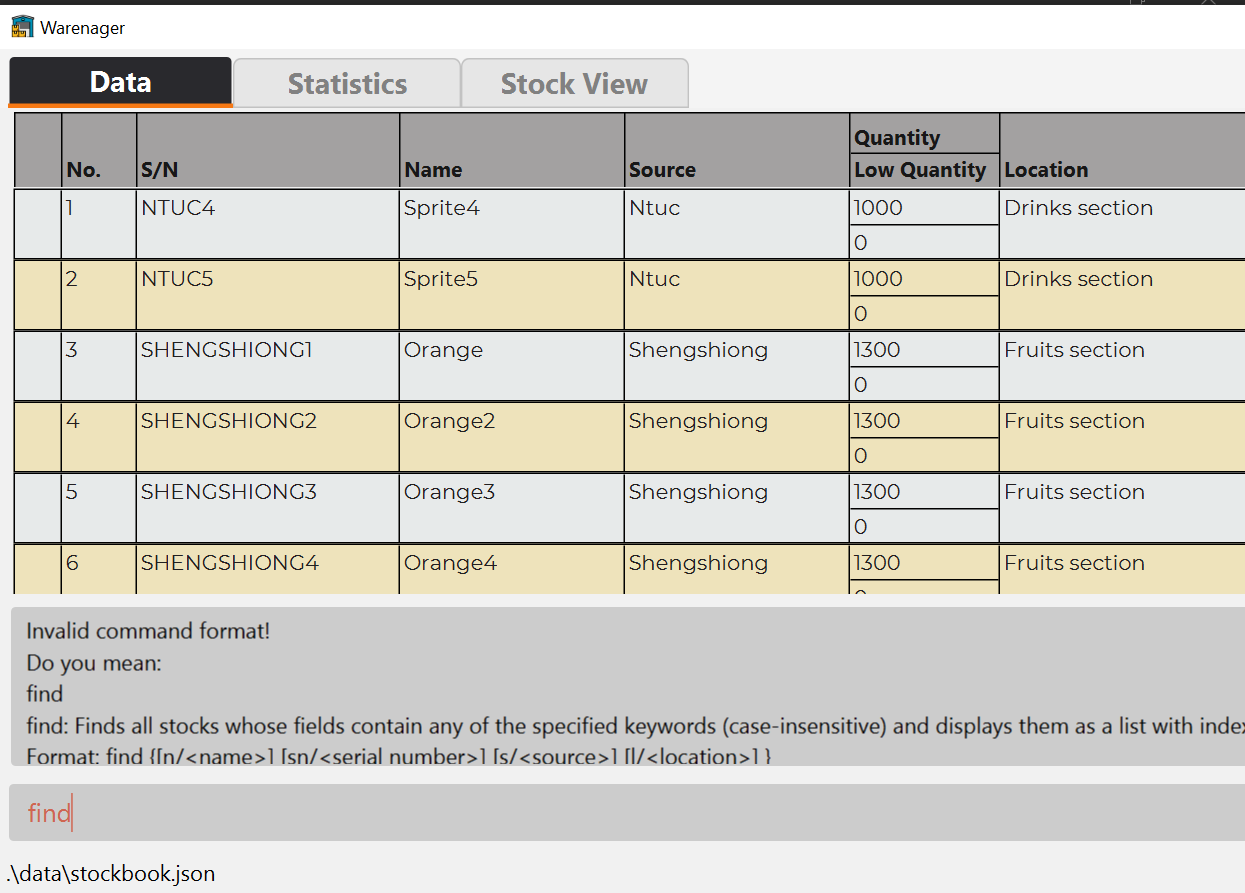 Warenager
Data Statistics Stock View
Quantity
No. S/N Name Source Low Quantity Location
1 NTUC4 Sprite4 Ntuc 1000 Drinks section
0
2 NTUC5 Sprite5 Ntuc 1000 Drinks section
0
3 SHENGSHIONG1 Orange Shengshiong 1300 Fruits section
0
4 SHENGSHIONG2 Orange2 Shengshiong 1300 Fruits section
0
5 SHENGSHIONG3 Orange3 Shengshiong 1300 Fruits section
0
6 SHENGSHIONG4 Orange4 Shengshiong 1300 Fruits section
Invalid command format!
Do you mean:
find
find: Finds all stocks whose fields contain any of the specified keywords (case-insensitive) and displays them as a list with index
Format: find {[n/<name>] [sn/<serial number>] [s/<source>] [l/<location>] }
find
.\data\stockbook.json